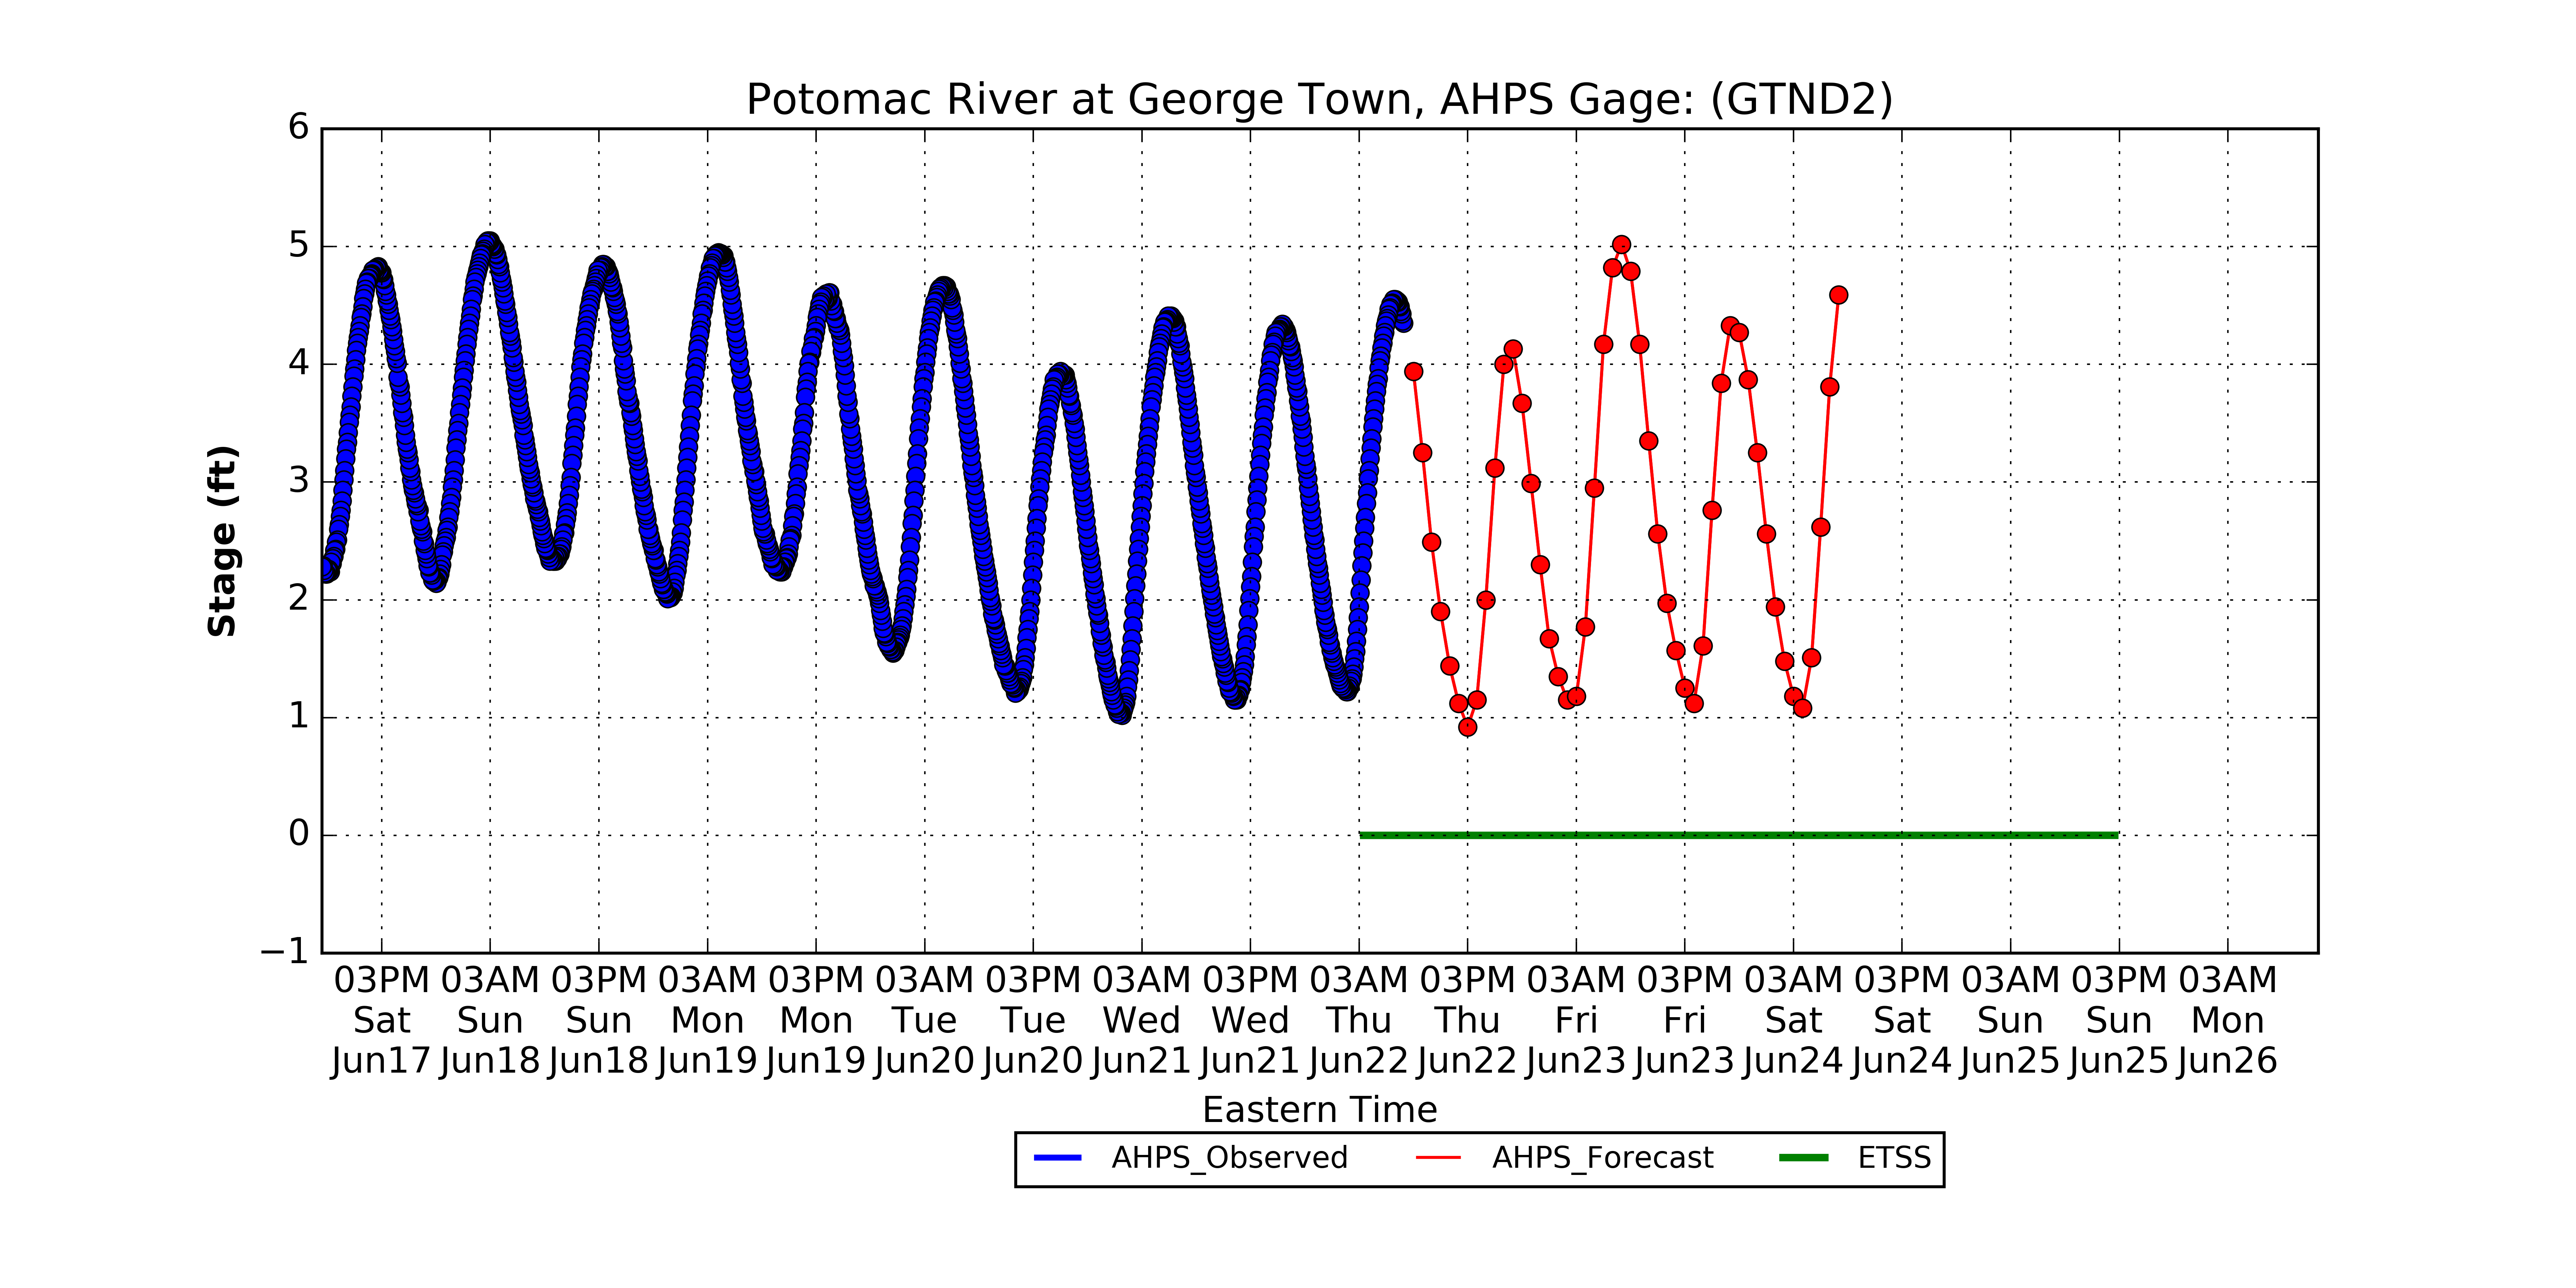 Potomac River at George Town, AHPS Gage: (GTND2)
6
5
4
3
2
1
0
−1
Stage (ft)
03PM 03AM 03PM 03AM 03PM 03AM 03PM 03AM 03PM 03AM 03PM 03AM 03PM 03AM 03PM 03AM 03PM 03AM
Sat Sun Sun Mon Mon Tue Tue Wed Wed Thu Thu Fri Fri Sat Sat Sun Sun Mon
Jun17 Jun18 Jun18 Jun19 Jun19 Jun20 Jun20 Jun21 Jun21 Jun22 Jun22 Jun23 Jun23 Jun24 Jun24 Jun25 Jun25 Jun26
Eastern Time
AHPS_Observed AHPS_Forecast ETSS